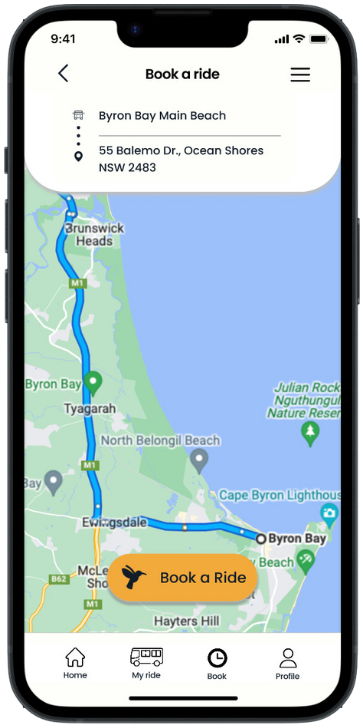 9:41
Book a ride
Byron Bay Main Beach
55 Balemo Dr., Ocean Shores
NSW 2483
Brunswick
Heads
M1
Byron Bay
Tyagarah
Julian Rock
Nguthungul
Nature Reser
North Belongil Beach
M1
Bay
Cape Byron Lighthous
Ewingsdale
Byron Bay
y Beach
McLe
Sho
B62
Book a Ride
M1
Hayters Hill
Home
My ride
Book
Profile